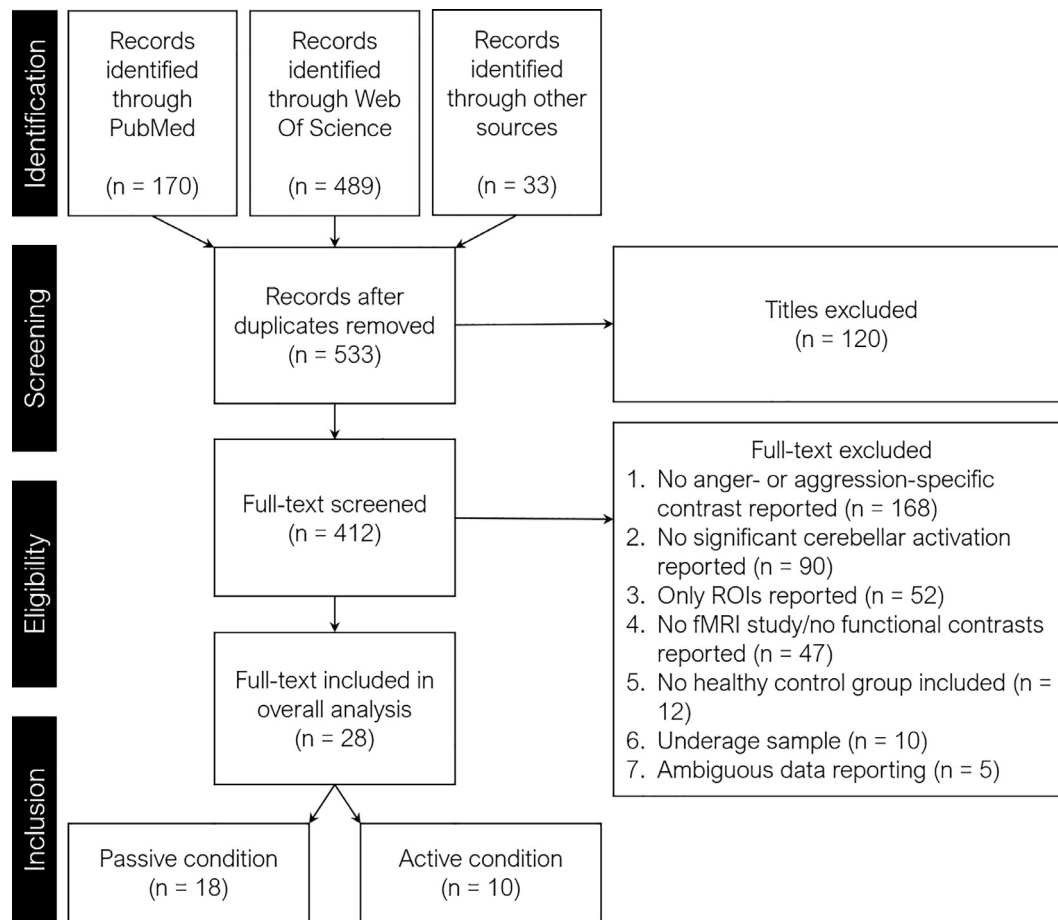 Identification
Records
identified
through
PubMed
(n = 170)
Records
identified
through Web
Of Science
(n = 489)
Records
identified
through other
sources
(n = 33)
Screening
Records after
duplicates removed
(n = 533)
Titles excluded
(n = 120)
Eligibility
Full-text screened
(n = 412)
Full-text excluded
1. No anger- or aggression-specific
contrast reported (n = 168)
2. No significant cerebellar activation
reported (n = 90)
3. Only ROIs reported (n = 52)
4. No fMRI study/no functional contrasts
reported (n = 47)
5. No healthy control group included (n =
12)
6. Underage sample (n = 10)
7. Ambiguous data reporting (n = 5)
Full-text included in
overall analysis
(n = 28)
Inclusion
Passive condition
(n = 18)
Active condition
(n = 10)